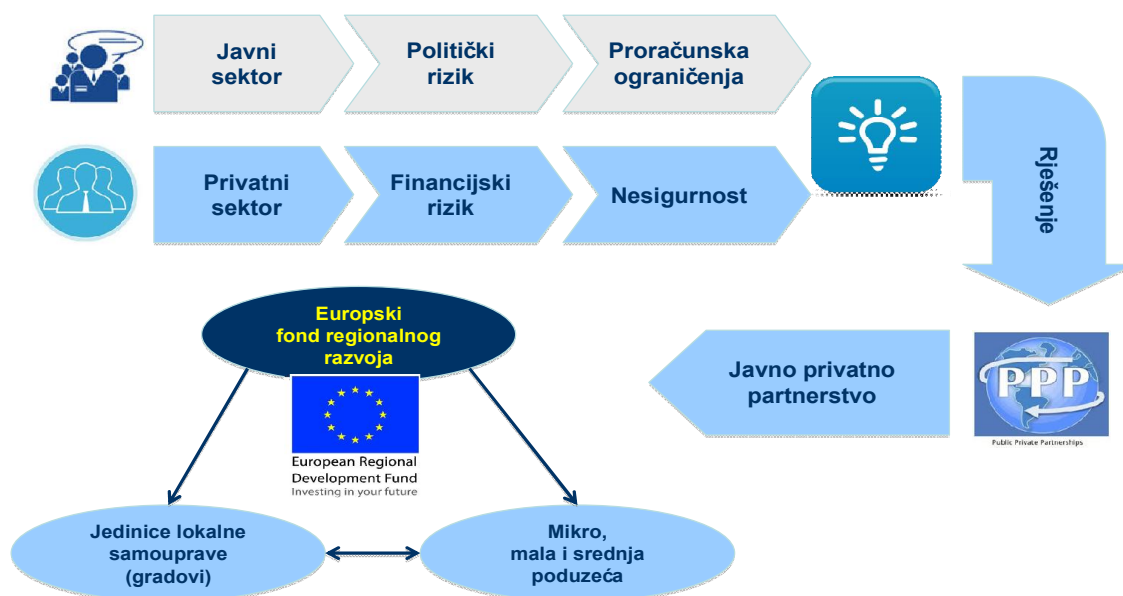 Javni
sektor
Politički
rizik
Proračunska
ograničenja
Privatni
sektor
Financijski
rizik
Nesigurnost
Rješenje
Europski
fond regionalnog
razvoja
European Regional
Development Fund
Investing in your future
Javno privatno
partnerstvo
PPP
Public Private Partnerships
Jedinice lokalne
samouprave
(gradovi)
Mikro,
mala i srednja
poduzeća